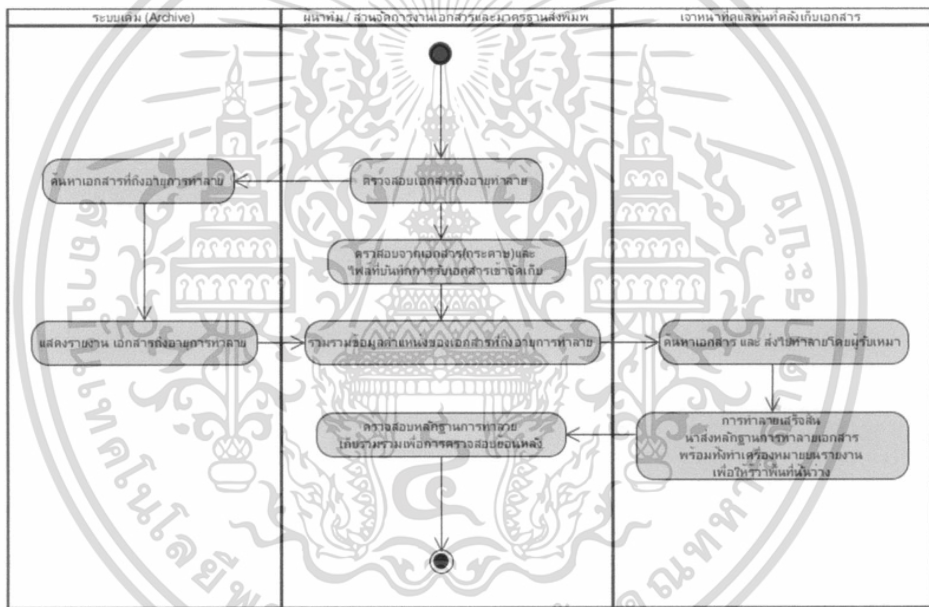 ระบบเดิม (Archive)
ผู้นำทีม / ส่วนจัดการงานเอกสารและมาตรฐานสิ่งพิมพ์
เจ้าหน้าที่ดูแลพื้นที่คลังเก็บเอกสาร
ค้นหาเอกสารที่ถึงอายุการทำลาย
ตรวจสอบเอกสารถึงอายุทำลาย
ตรวจสอบจากเอกสาร(กระดาษ)และ
ไฟล์ที่บันทึกการรับเอกสารเข้าจัดเก็บ
แสดงรายงาน เอกสารถึงอายุการทำลาย
รวบรวมข้อมูลตำแหน่งของเอกสารที่ถึงอายุการทำลาย
ค้นหาเอกสาร และ ส่งไปทำลายโดยผู้รับเหมา
ตรวจสอบหลักฐานการทำลาย
เก็บรวบรวมเพื่อการตรวจสอบย้อนหลัง
การทำลายเสร็จสิ้น
นำส่งหลักฐานการทำลายเอกสาร
พร้อมทั้งทำเครื่องหมายบนรายงาน
เพื่อให้รู้ว่าพื้นที่นั้นว่าง